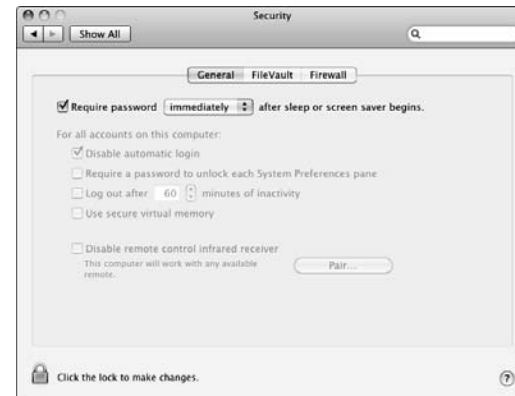 Security
Show All
General FileVault Firewall
Require password immediately after sleep or screen saver begins.
For all accounts on this computer:
Disable automatic login
Require a password to unlock each System Preferences pane
Log out after 60 minutes of inactivity
Use secure virtual memory
Disable remote control infrared receiver
This computer will work with any available
remote.
Pair...
Click the lock to make changes.
?